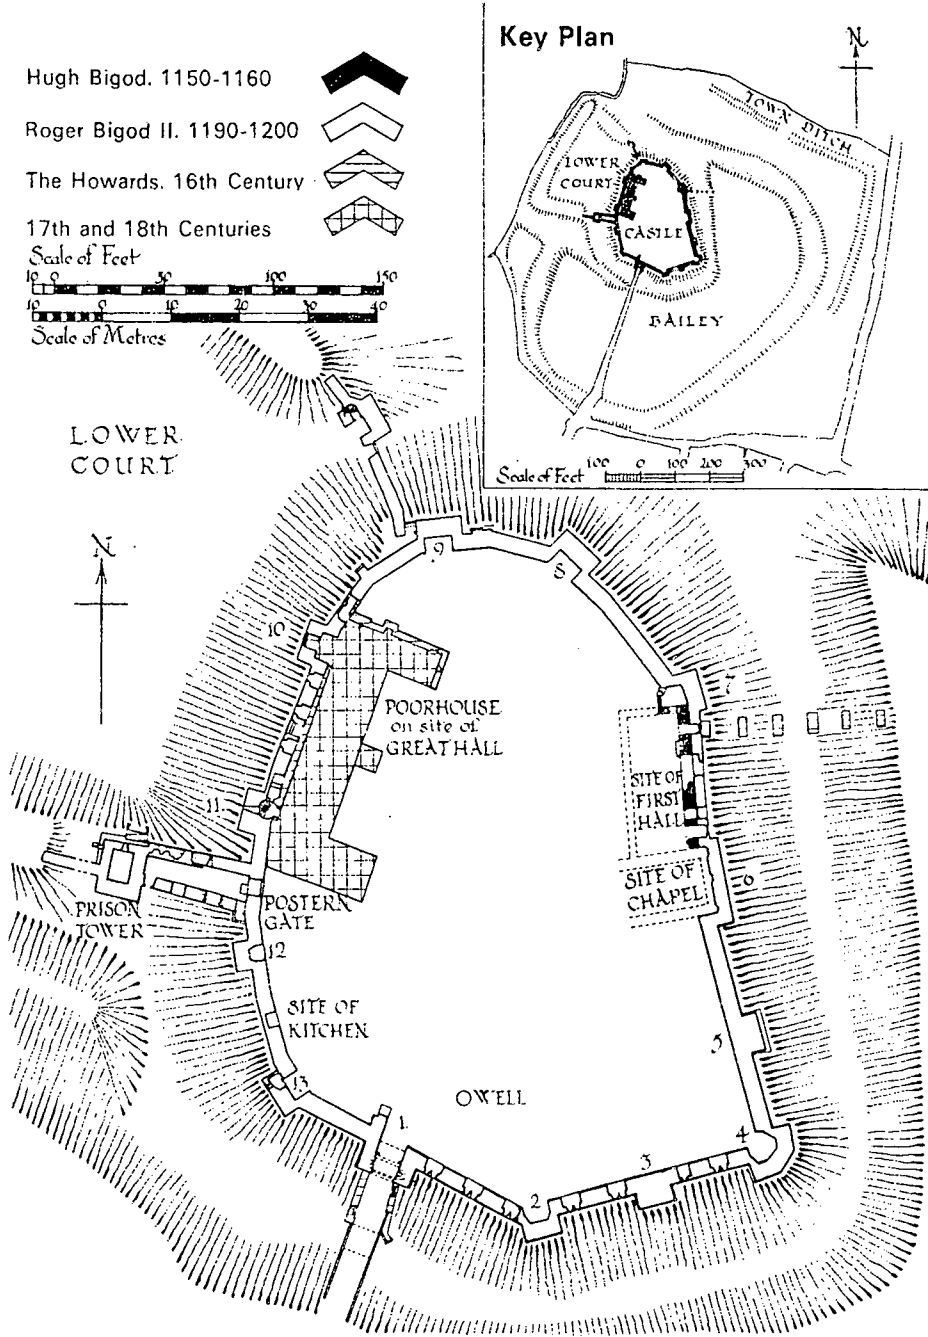 Hugh Bigod. 1150-1160
Roger Bigod II. 1190-1200
The Howards. 16th Century
17th and 18th Centuries
Scale of Feet
10 0 50 100 150
10 0 10 20 30 40
Scale of Metres
Key Plan
N
TOWN DITCH
LOWER
COURT
CASTLE
BAILEY
Scale of Feet
100 0 100 200 300
LOWER
COURT
N
9
8
10
7
POORHOUSE
on site of
GREAT HALL
SITE OF
FIRST
HALL
11
SITE OF
CHAPEL
6
PRISON
TOWER
POSTERN
GATE
12
SITE OF
KITCHEN
5
13
OWELL
1
4
3
2